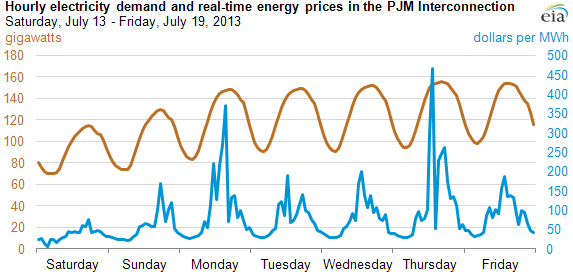 Hourly electricity demand and real-time energy prices in the PJM Interconnection
Saturday, July 13 - Friday, July 19, 2013
eia
gigawatts dollars per MWh
180 500
160 450
140 400
120 350
100 300
80 250
60 200
40 150
20 100
0 50
0
Saturday Sunday Monday Tuesday Wednesday Thursday Friday